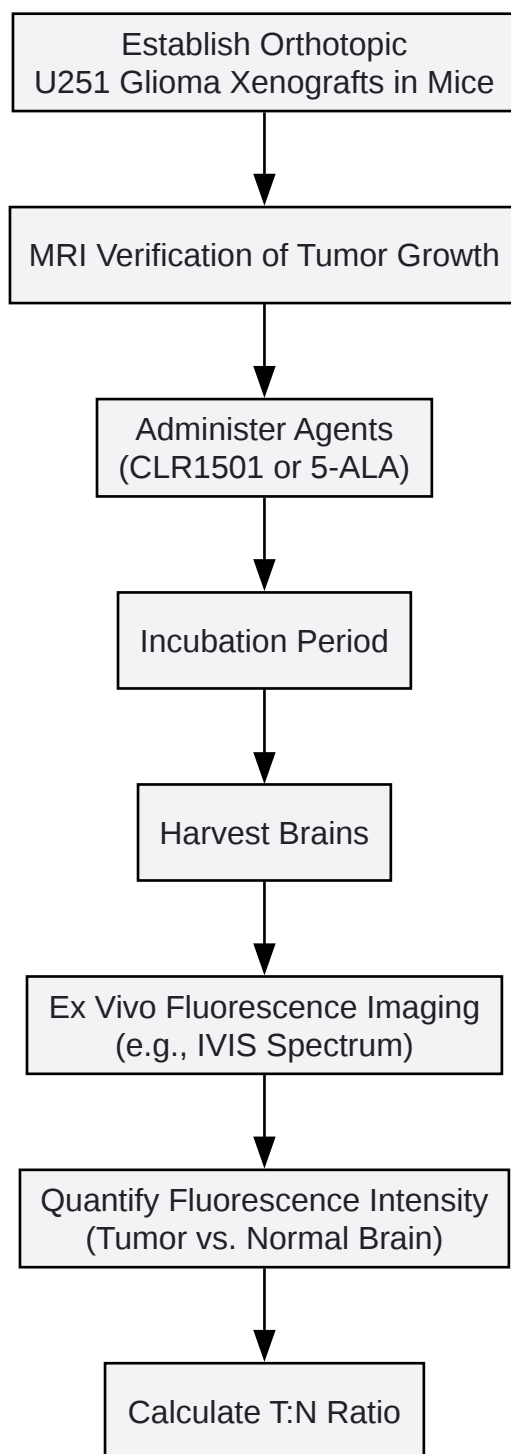 Establish Orthotopic
U251 Glioma Xenografts in Mice
MRI Verification of Tumor Growth
Administer Agents
(CLR1501 or 5-ALA)
Incubation Period
Harvest Brains
Ex Vivo Fluorescence Imaging
(e.g., IVIS Spectrum)
Quantify Fluorescence Intensity
(Tumor vs. Normal Brain)
Calculate T:N Ratio